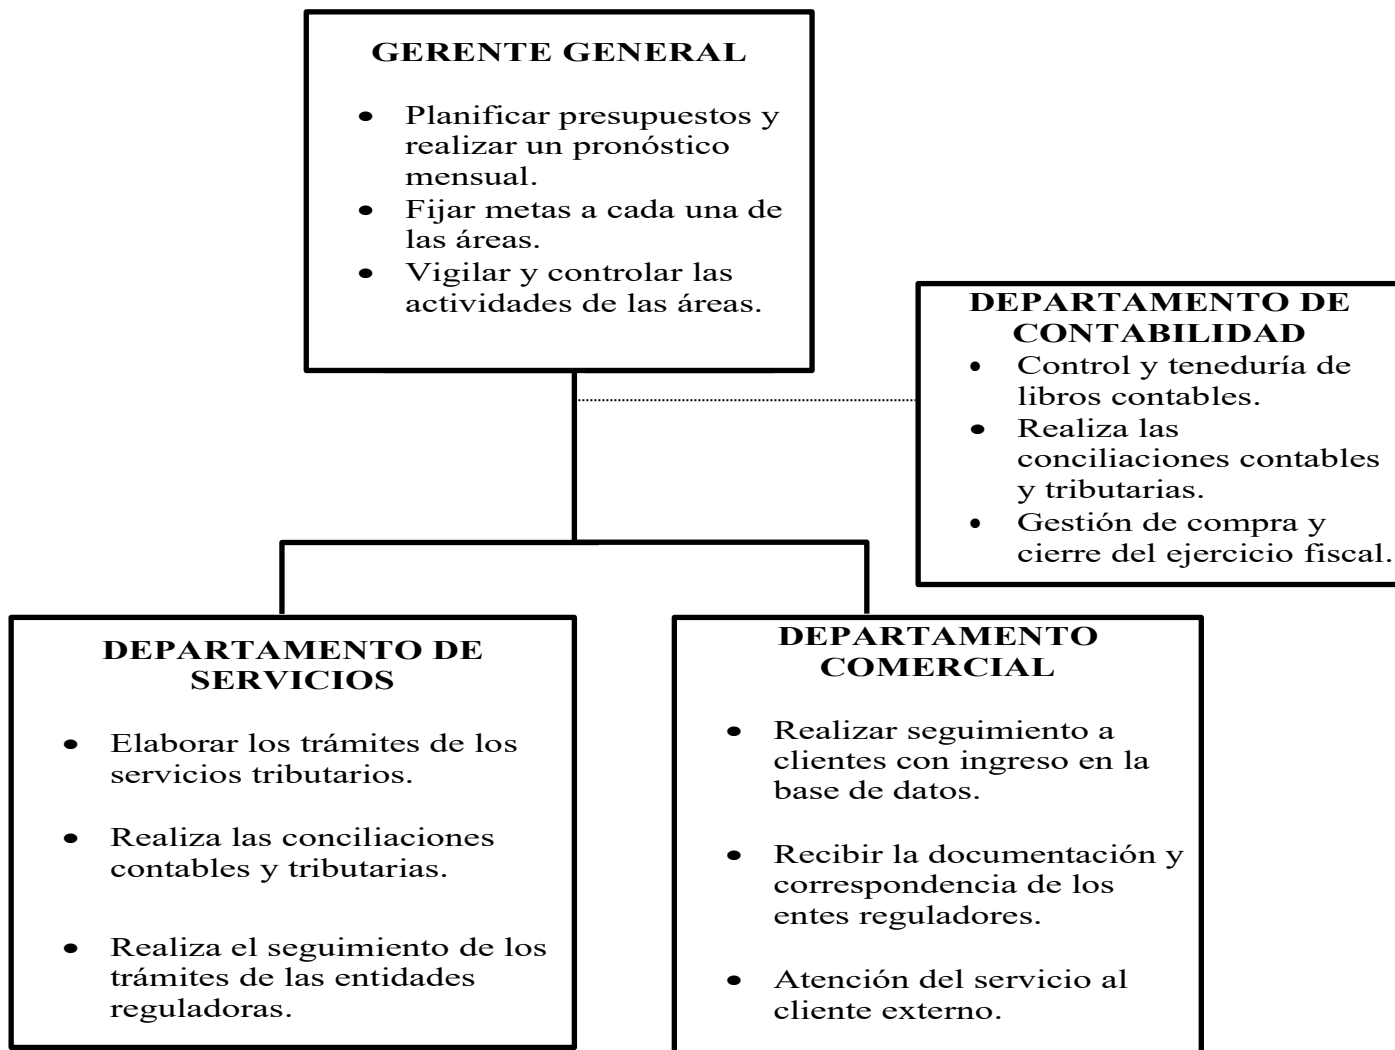 GERENTE GENERAL
• Planificar presupuestos y
realizar un pronóstico
mensual.
• Fijar metas a cada una de
las áreas.
• Vigilar y controlar las
actividades de las áreas.
DEPARTAMENTO DE
CONTABILIDAD
• Control y teneduría de
libros contables.
• Realiza las
conciliaciones contables
y tributarias.
• Gestión de compra y
cierre del ejercicio fiscal.
DEPARTAMENTO DE
SERVICIOS
• Elaborar los trámites de los
servicios tributarios.
• Realiza las conciliaciones
contables y tributarias.
• Realiza el seguimiento de los
trámites de las entidades
reguladoras.
DEPARTAMENTO
COMERCIAL
• Realizar seguimiento a
clientes con ingreso en la
base de datos.
• Recibir la documentación y
correspondencia de los
entes reguladores.
• Atención del servicio al
cliente externo.